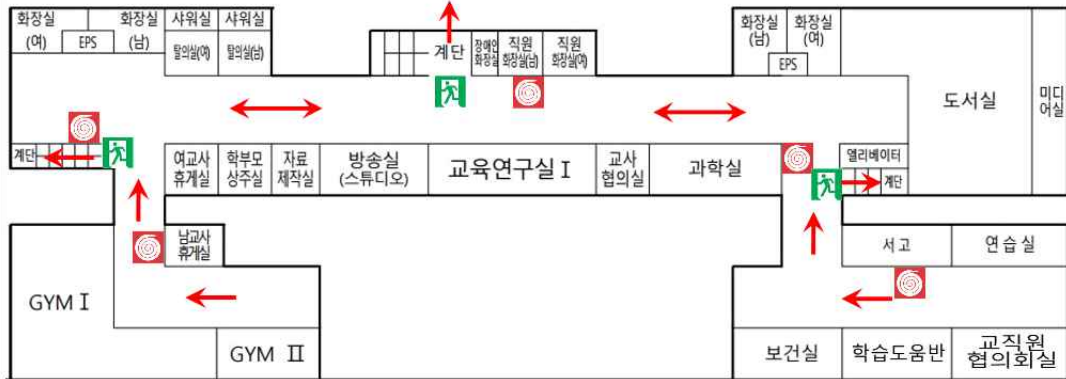 화장실
(여)
EPS
화장실
(남)
샤워실
샤워실
탈의실(여)
탈의실(남)
계단
장애인
화장실
직원
화장실(남)
직원
화장실(여)
화장실
(남)
화장실
(여)
EPS
도서실
미디
어실
계단
여교사
휴게실
학부모
상주실
자료
제작실
방송실
(스튜디오)
교육연구실 I
교사
협의실
과학실
엘리베이터
계단
남교사
휴게실
서고
연습실
GYM I
GYM II
보건실
학습도움반
교직원
협의회실